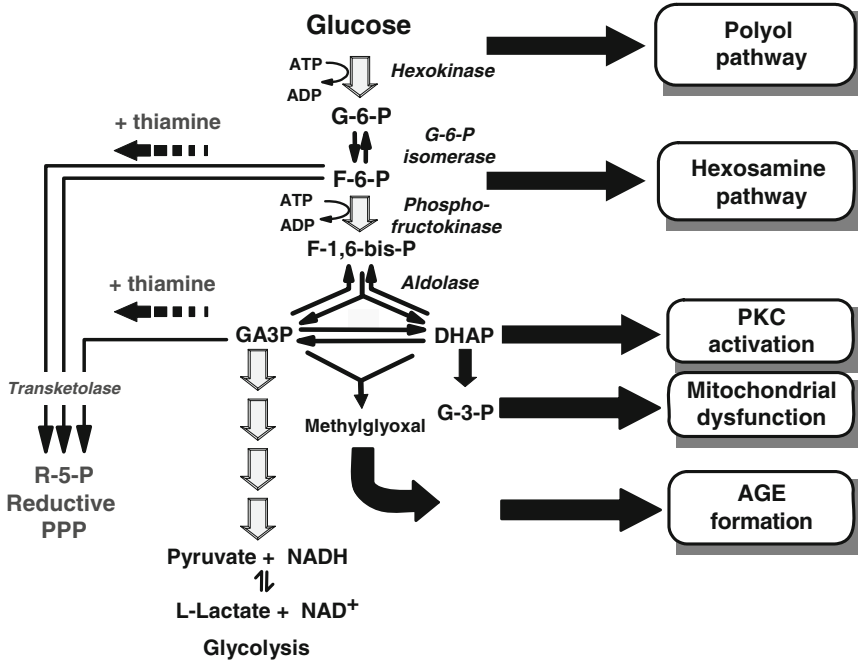 Glucose
Polyol
pathway
ATP
Hexokinase
ADP
G-6-P
+ thiamine
G-6-P
isomerase
Hexosamine
pathway
F-6-P
ATP
Phospho-
fructokinase
ADP
F-1,6-bis-P
+ thiamine
Aldolase
GA3P
DHAP
PKC
activation
Transketolase
Mitochondrial
dysfunction
G-3-P
Methylglyoxal
R-5-P
Reductive
PPP
AGE
formation
Pyruvate + NADH
L-Lactate + NAD⁺
Glycolysis